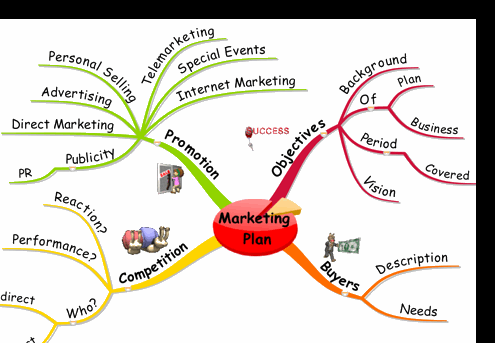 Telemarketing
Personal Selling
Special Events
Internet Marketing
Advertising
Direct Marketing
Publicity
PR
Promotion
SUCCESS
Objectives
Background
Of
Plan
Business
Period
Covered
Vision
Marketing
Plan
Reaction?
Performance?
Competition
Who?
direct
Buyers
Description
Needs